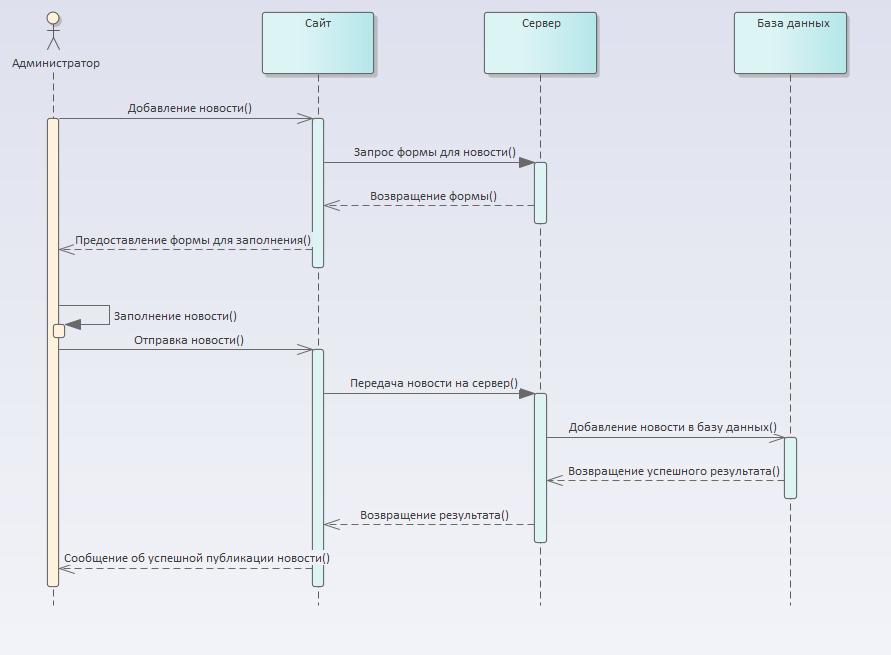 Администратор
Сайт
Сервер
База данных
Добавление новости()
Запрос формы для новости()
Возвращение формы()
Предоставление формы для заполнения()
Заполнение новости()
Отправка новости()
Передача новости на сервер()
Добавление новости в базу данных()
Возвращение успешного результата()
Возвращение результата()
Сообщение об успешной публикации новости()